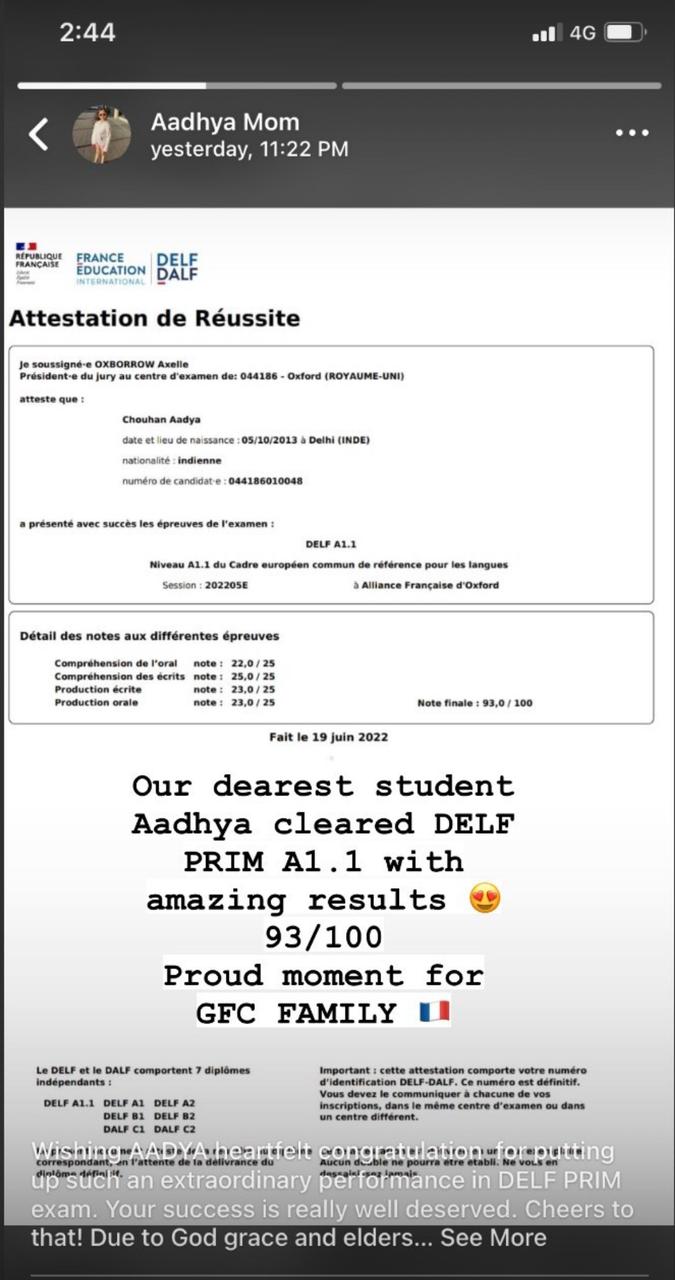 2:44
4G
Aadhya Mom
yesterday, 11:22 PM
RÉPUBLIQUE
FRANÇAISE
Liberté
Égalité
Fraternité
FRANCE
ÉDUCATION
INTERNATIONAL
DELF
DALF
Attestation de Réussite
Je soussigné·e OXBORROW Axelle
Président·e du jury au centre d'examen de: 044186 - Oxford (ROYAUME-UNI)
atteste que :
Chouhan Aadya
date et lieu de naissance : 05/10/2013 à Delhi (INDE)
nationalité : indienne
numéro de candidat·e : 044186010048
a présenté avec succès les épreuves de l'examen :
DELF A1.1
Niveau A1.1 du Cadre européen commun de référence pour les langues
Session : 202205E à Alliance Française d'Oxford
Détail des notes aux différentes épreuves
Compréhension de l'oral note : 22,0 / 25
Compréhension des écrits note : 25,0 / 25
Production écrite note : 23,0 / 25
Production orale note : 23,0 / 25 Note finale : 93,0 / 100
Fait le 19 juin 2022
Our dearest student
Aadhya cleared DELF
PRIM A1.1 with
amazing results 😍
93/100
Proud moment for
GFC FAMILY 🇫🇷
Le DELF et le DALF comportent 7 diplômes
indépendants :
DELF A1.1 DELF A1 DELF A2
DELF B1 DELF B2
DALF C1 DALF C2
Important : cette attestation comporte votre numéro
d'identification DELF-DALF. Ce numéro est définitif.
Vous devez le communiquer à chacune de vos
inscriptions, dans le même centre d'examen ou dans
un centre différent.
correspondant, en l'attente de la délivrance du
diplôme définitif.
Aucun double ne pourra être établi. Ne vous en
dessaisissez jamais.
Wishing AADYA heartfelt congratulation for putting
up such an extraordinary performance in DELF PRIM
exam. Your success is really well deserved. Cheers to
that! Due to God grace and elders... See More